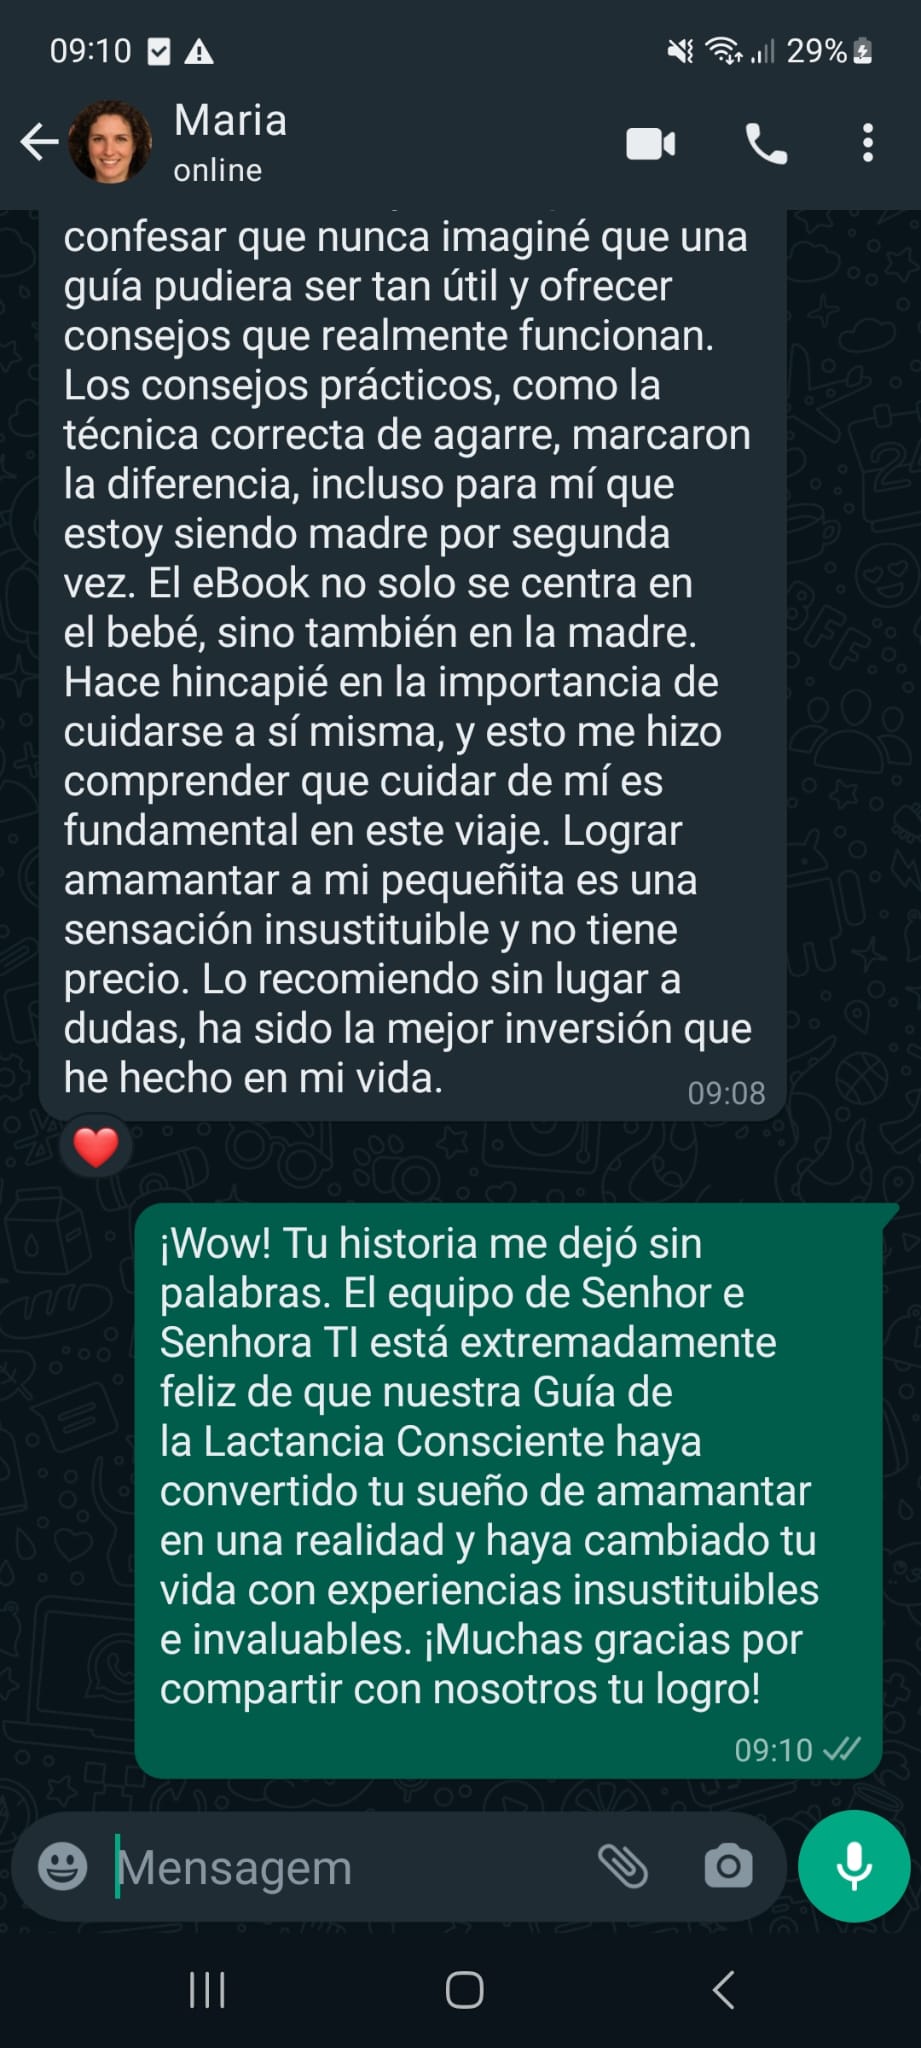 09:10
29%
Maria
online
confesar que nunca imaginé que una
guía pudiera ser tan útil y ofrecer
consejos que realmente funcionan.
Los consejos prácticos, como la
técnica correcta de agarre, marcaron
la diferencia, incluso para mí que
estoy siendo madre por segunda
vez. El eBook no solo se centra en
el bebé, sino también en la madre.
Hace hincapié en la importancia de
cuidarse a sí misma, y esto me hizo
comprender que cuidar de mí es
fundamental en este viaje. Lograr
amamantar a mi pequeñita es una
sensación insustituible y no tiene
precio. Lo recomiendo sin lugar a
dudas, ha sido la mejor inversión que
he hecho en mi vida.
09:08
¡Wow! Tu historia me dejó sin
palabras. El equipo de Senhor e
Senhora TI está extremadamente
feliz de que nuestra Guía de
la Lactancia Consciente haya
convertido tu sueño de amamantar
en una realidad y haya cambiado tu
vida con experiencias insustituibles
e invaluables. ¡Muchas gracias por
compartir con nosotros tu logro!
09:10
Mensagem